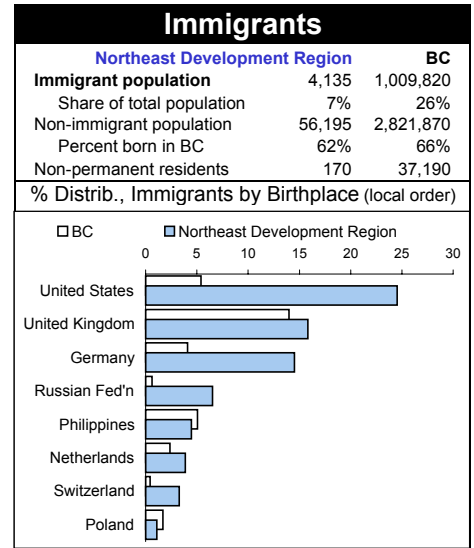 Immigrants
Northeast Development Region BC
Immigrant population 4,135 1,009,820
Share of total population 7% 26%
Non-immigrant population 56,195 2,821,870
Percent born in BC 62% 66%
Non-permanent residents 170 37,190
% Distrib., Immigrants by Birthplace (local order)
BC Northeast Development Region
0 5 10 15 20 25 30
United States
United Kingdom
Germany
Russian Fed'n
Philippines
Netherlands
Switzerland
Poland